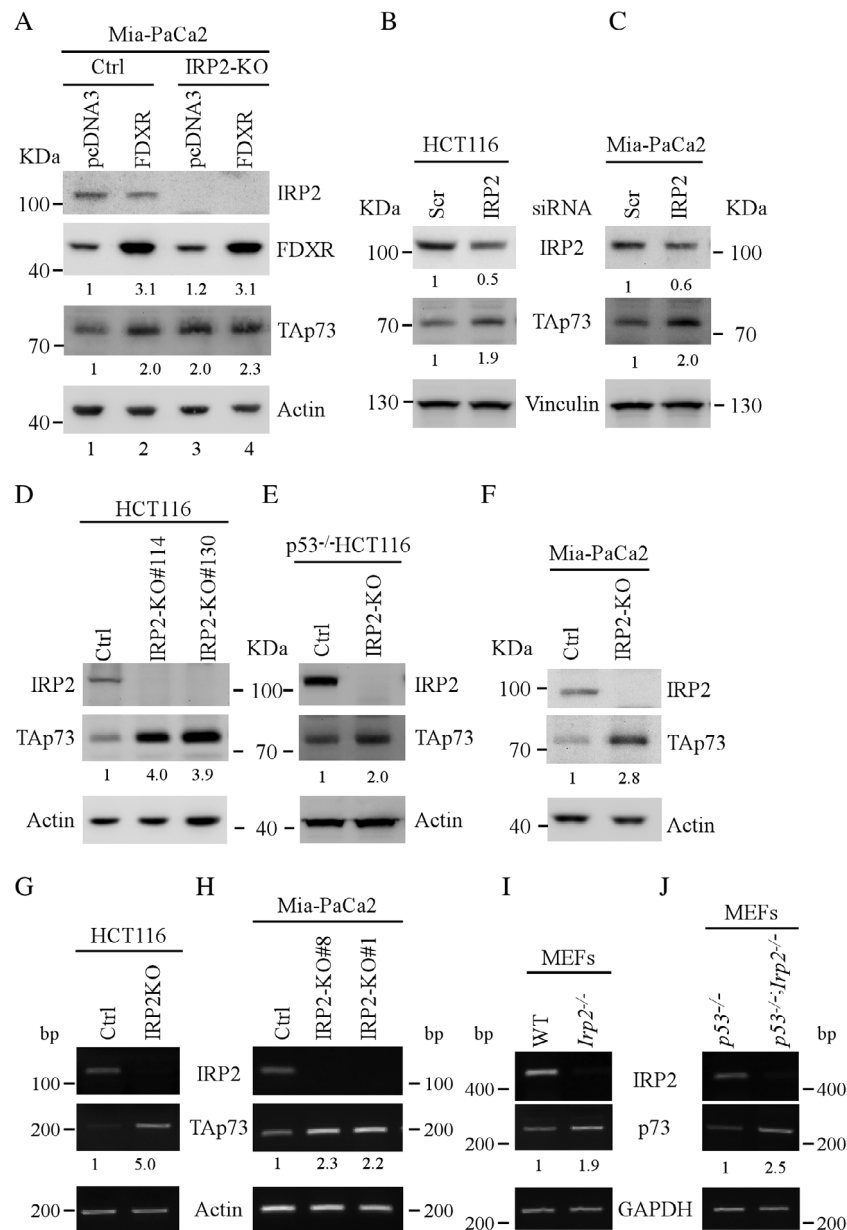 A
Mia-PaCa2
Ctrl IRP2-KO
pcDNA3 FDXR pcDNA3 FDXR
KDa
100 IRP2
40 FDXR
1 3.1 1.2 3.1
70 TAp73
1 2.0 2.0 2.3
40 Actin
1 2 3 4
B
HCT116
KDa Scr IRP2 siRNA
100 IRP2
1 0.5
70 TAp73
1 1.9
130 Vinculin
C
Mia-PaCa2
Scr IRP2 KDa
100
1 0.6
70
1 2.0
130
D
HCT116
Ctrl IRP2-KO#114 IRP2-KO#130
IRP2
TAp73
1 4.0 3.9
Actin
E
p53-/-HCT116
KDa Ctrl IRP2-KO
100 IRP2
70 TAp73
1 2.0
40 Actin
F
Mia-PaCa2
KDa Ctrl IRP2-KO
100 IRP2
70 TAp73
1 2.8
40 Actin
G
HCT116
bp Ctrl IRP2KO
100 IRP2
200 TAp73
1 5.0
200 Actin
H
Mia-PaCa2
Ctrl IRP2-KO#8 IRP2-KO#1 bp
100
200
1 2.3 2.2
200
I
MEFs
bp WT Irp2-/-
400 IRP2
200 p73
1 1.9
200 GAPDH
J
MEFs
p53-/- p53-/-;Irp2-/- bp
400
200
1 2.5
200